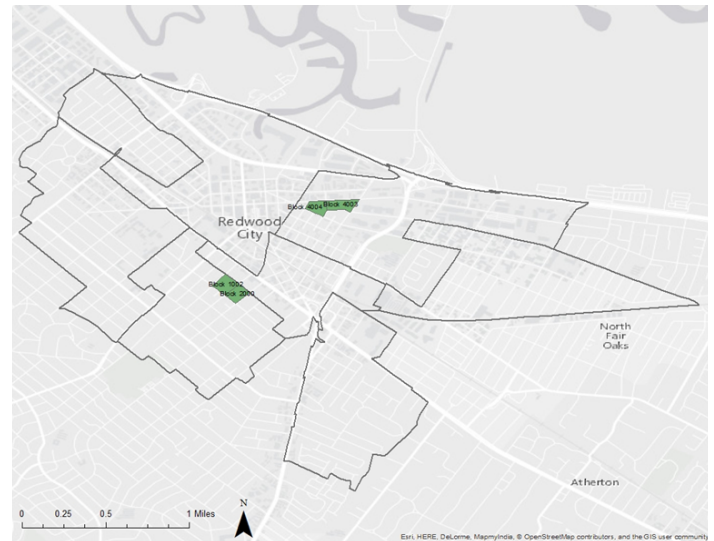 Block 4004 Block 4003
Redwood
City
Block 1002
Block 2003
North
Fair
Oaks
Atherton
0 0.25 0.5 1 Miles
N
Esri, HERE, DeLorme, MapmyIndia, © OpenStreetMap contributors, and the GIS user community